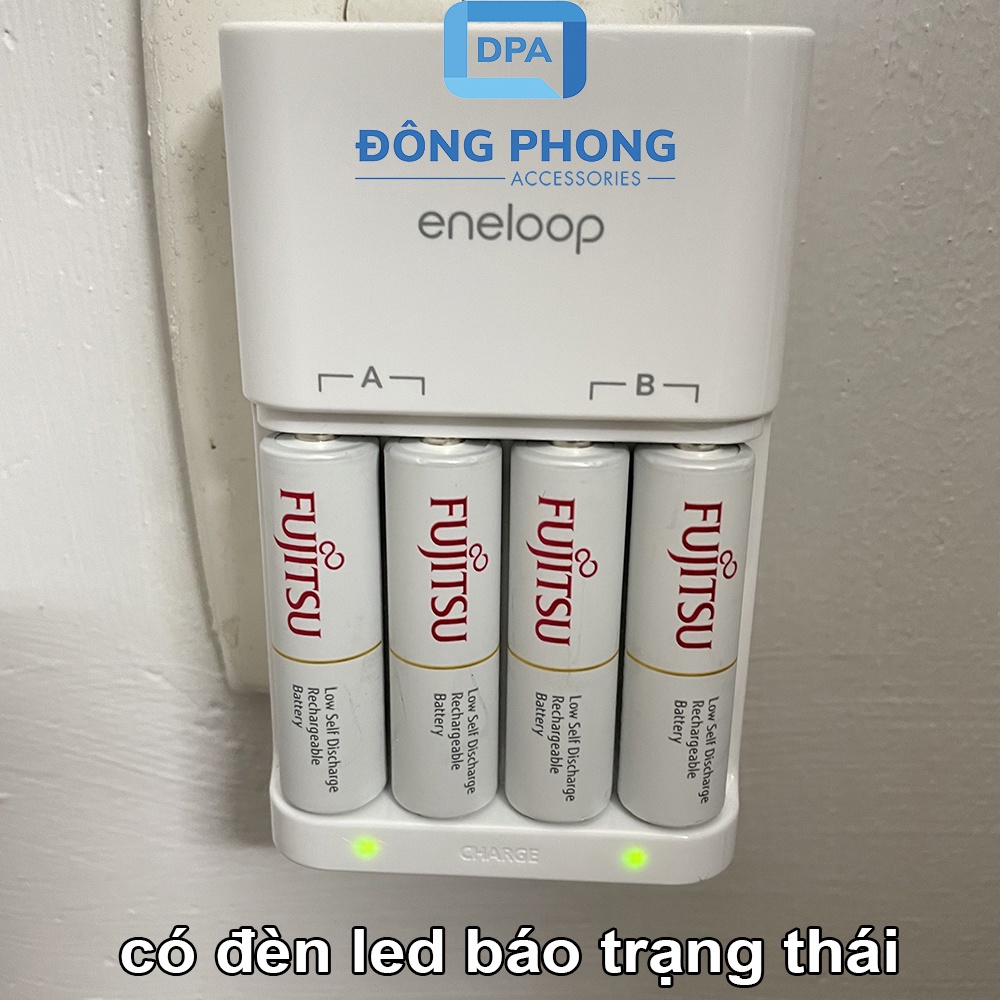 DPA
ĐÔNG PHONG
ACCESSORIES
eneloop
A
B
FUJITSU
Low Self Discharge
Rechargeable
Battery
FUJITSU
Low Self Discharge
Rechargeable
Battery
FUJITSU
Low Self Discharge
Rechargeable
Battery
FUJITSU
Low Self Discharge
Rechargeable
Battery
CHARGE
có đèn led báo trạng thái